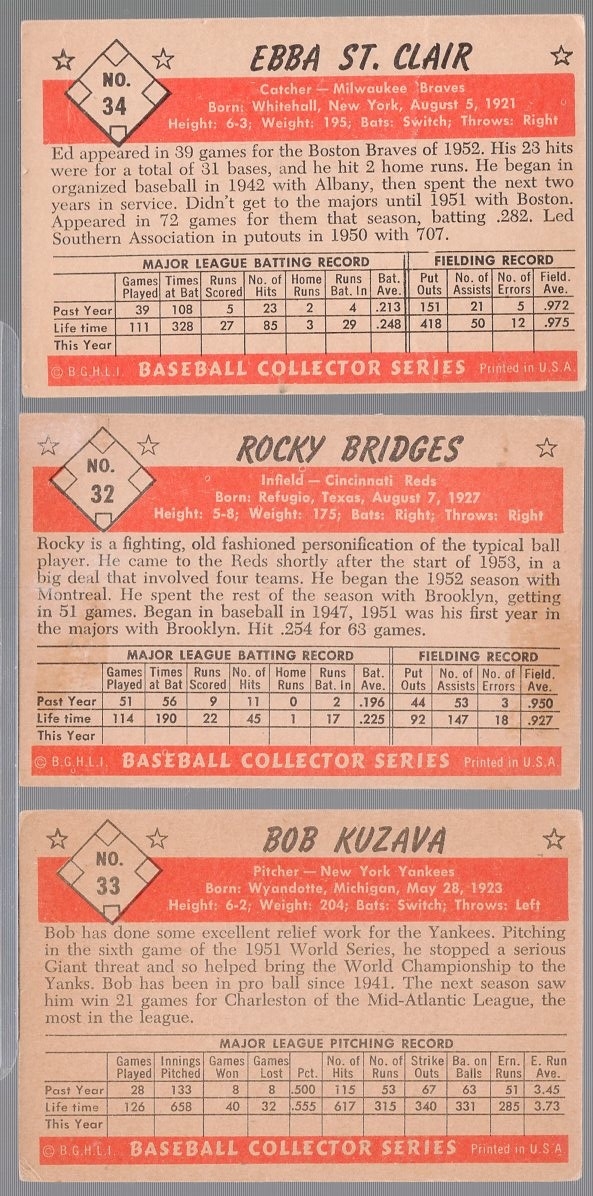 NO.
34
EBBA ST. CLAIR
Catcher — Milwaukee Braves
Born: Whitehall, New York, August 5, 1921
Height: 6-3; Weight: 195; Bats: Switch; Throws: Right
Ed appeared in 39 games for the Boston Braves of 1952. His 23 hits
were for a total of 31 bases, and he hit 2 home runs. He began in
organized baseball in 1942 with Albany, then spent the next two
years in service. Didn't get to the majors until 1951 with Boston.
Appeared in 72 games for them that season, batting .282. Led
Southern Association in putouts in 1950 with 707.
MAJOR LEAGUE BATTING RECORD FIELDING RECORD
Games Times Runs No. of Home Runs Bat. Put No. of No. of Field.
Played at Bat Scored Hits Runs Bat. In Ave. Outs Assists Errors Ave.
Past Year 39 108 5 23 2 4 .213 151 21 5 .972
Life time 111 328 27 85 3 29 .248 418 50 12 .975
This Year
© B.G.H.L.I. BASEBALL COLLECTOR SERIES Printed in U.S.A.
NO.
32
ROCKY BRIDGES
Infield — Cincinnati Reds
Born: Refugio, Texas, August 7, 1927
Height: 5-8; Weight: 175; Bats: Right; Throws: Right
Rocky is a fighting, old fashioned personification of the typical ball
player. He came to the Reds shortly after the start of 1953, in a
big deal that involved four teams. He began the 1952 season with
Montreal. He spent the rest of the season with Brooklyn, getting
in 51 games. Began in baseball in 1947, 1951 was his first year in
the majors with Brooklyn. Hit .254 for 63 games.
MAJOR LEAGUE BATTING RECORD FIELDING RECORD
Games Times Runs No. of Home Runs Bat. Put No. of No. of Field.
Played at Bat Scored Hits Runs Bat. In Ave. Outs Assists Errors Ave.
Past Year 51 56 9 11 0 2 .196 44 53 3 .950
Life time 114 190 22 45 1 17 .225 92 147 18 .927
This Year
© B.G.H.L.I. BASEBALL COLLECTOR SERIES Printed in U.S.A.
NO.
33
BOB KUZAVA
Pitcher — New York Yankees
Born: Wyandotte, Michigan, May 28, 1923
Height: 6-2; Weight: 204; Bats: Switch; Throws: Left
Bob has done some excellent relief work for the Yankees. Pitching
in the sixth game of the 1951 World Series, he stopped a serious
Giant threat and so helped bring the World Championship to the
Yanks. Bob has been in pro ball since 1941. The next season saw
him win 21 games for Charleston of the Mid-Atlantic League, the
most in the league.
MAJOR LEAGUE PITCHING RECORD
Games Innings Games Games No. of No. of Strike Ba. on Ern. E. Run
Played Pitched Won Lost Pct. Hits Runs Outs Balls Runs Ave.
Past Year 28 133 8 8 .500 115 53 67 63 51 3.45
Life time 126 658 40 32 .555 617 315 340 331 285 3.73
This Year
© B.G.H.L.I. BASEBALL COLLECTOR SERIES Printed in U.S.A